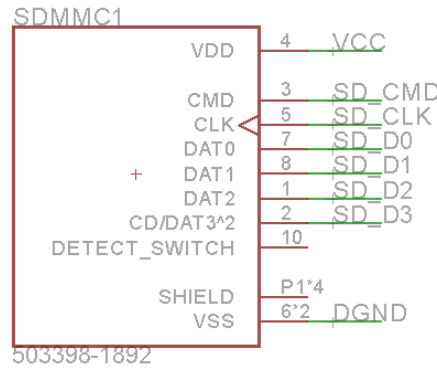 SDMMC1
VDD 4 VCC
CMD 3 SD_CMD
CLK 5 SD_CLK
DAT0 7 SD_D0
DAT1 8 SD_D1
DAT2 1 SD_D2
CD/DAT3^2 2 SD_D3
DETECT_SWITCH 10
SHIELD P1*4
VSS 6*2 DGND
503398-1892